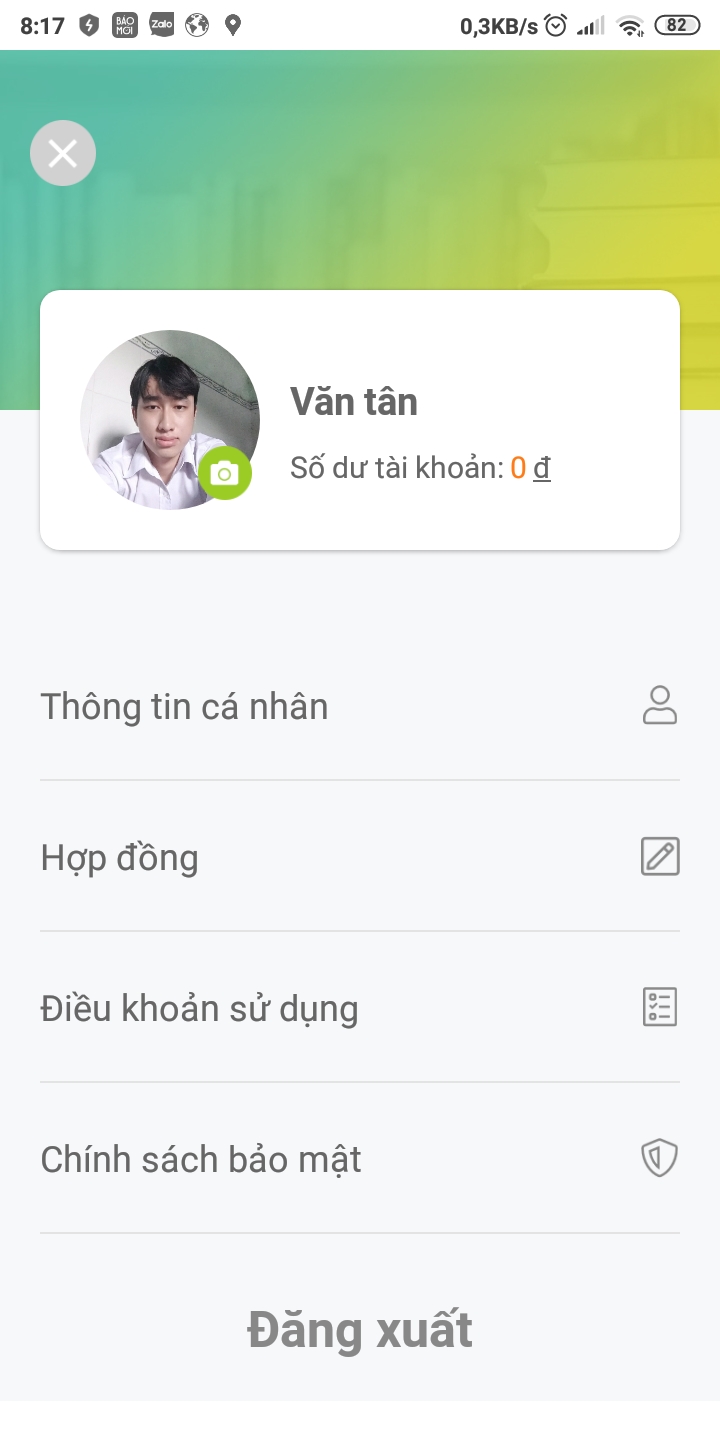 8:17 BÁO MỚI Zalo 0,3KB/s 82
Văn tân
Số dư tài khoản: 0 đ
Thông tin cá nhân
Hợp đồng
Điều khoản sử dụng
Chính sách bảo mật
Đăng xuất